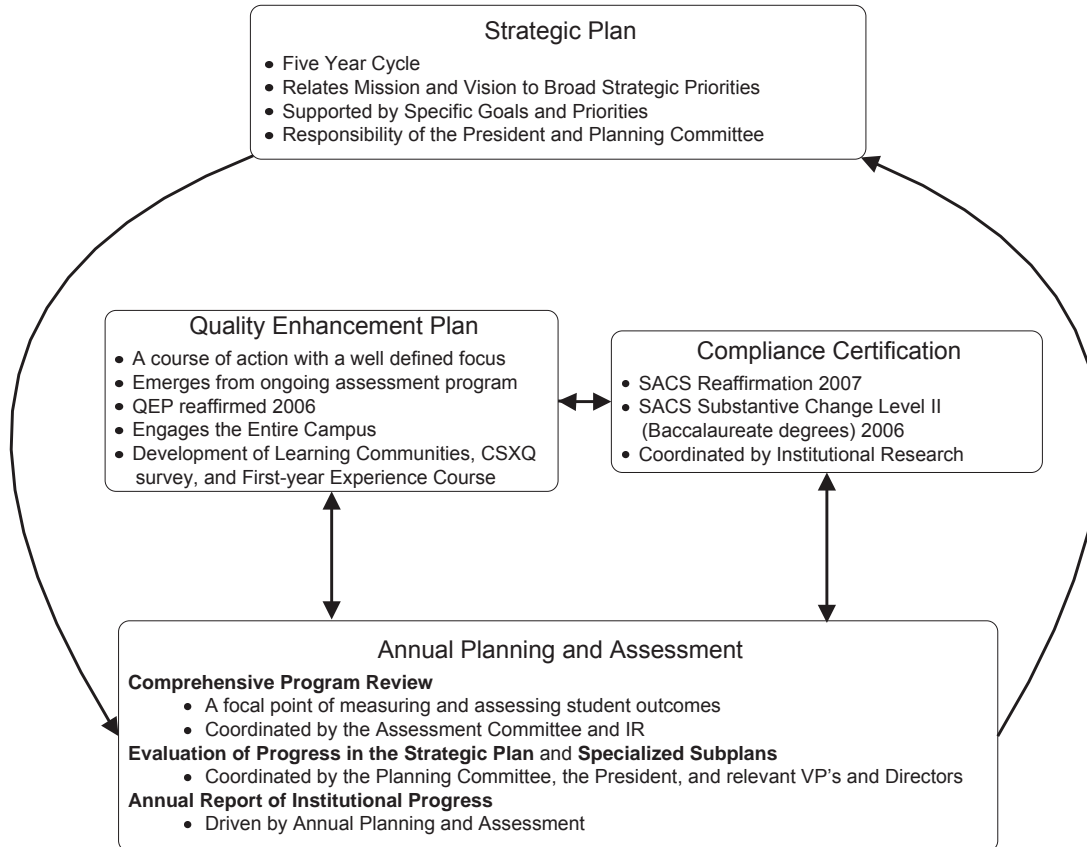 Strategic Plan
• Five Year Cycle
• Relates Mission and Vision to Broad Strategic Priorities
• Supported by Specific Goals and Priorities
• Responsibility of the President and Planning Committee
Quality Enhancement Plan
• A course of action with a well defined focus
• Emerges from ongoing assessment program
• QEP reaffirmed 2006
• Engages the Entire Campus
• Development of Learning Communities, CSXQ
survey, and First-year Experience Course
Compliance Certification
• SACS Reaffirmation 2007
• SACS Substantive Change Level II
(Baccalaureate degrees) 2006
• Coordinated by Institutional Research
Annual Planning and Assessment
Comprehensive Program Review
• A focal point of measuring and assessing student outcomes
• Coordinated by the Assessment Committee and IR
Evaluation of Progress in the Strategic Plan and Specialized Subplans
• Coordinated by the Planning Committee, the President, and relevant VP's and Directors
Annual Report of Institutional Progress
• Driven by Annual Planning and Assessment